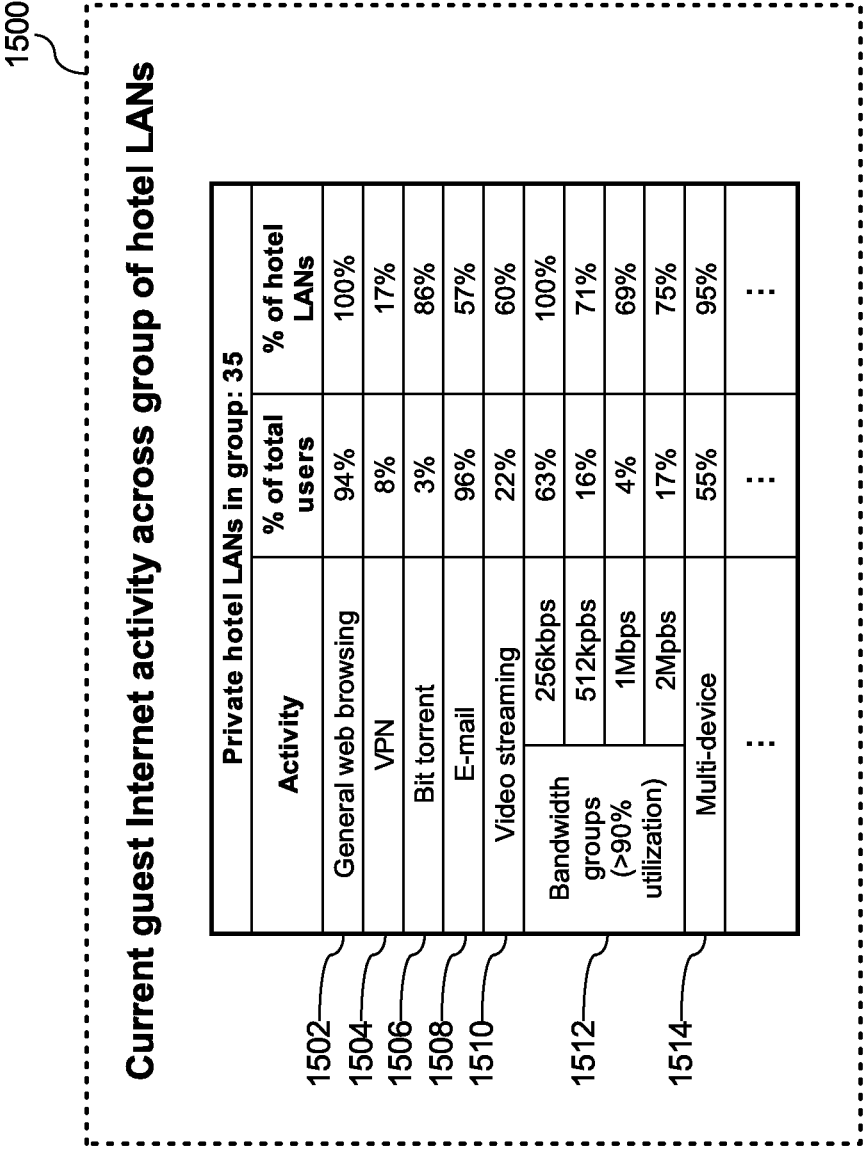 1500
Current guest Internet activity across group of hotel LANs
Private hotel LANs in group: 35
Activity
% of total
users
% of hotel
LANs
1502
General web browsing 94% 100%
1504
VPN 8% 17%
1506
Bit torrent 3% 86%
1508
E-mail 96% 57%
1510
Video streaming 22% 60%
1512
Bandwidth
groups
(>90%
utilization)
256kbps 63% 100%
512kpbs 16% 71%
1Mbps 4% 69%
2Mpbs 17% 75%
1514
Multi-device 55% 95%
... ... ...